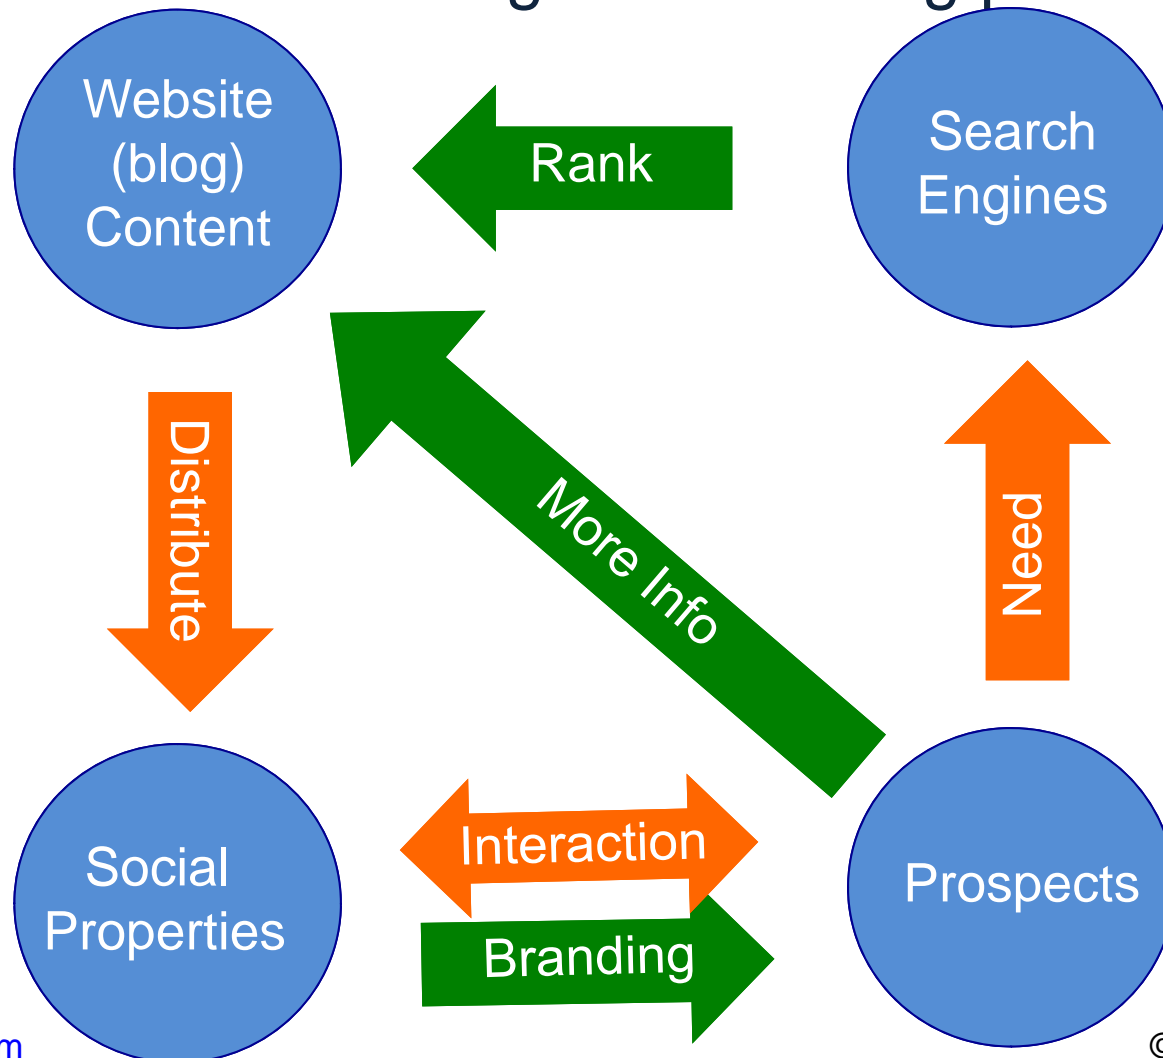 Website
(blog)
Content
Rank
Search
Engines
Distribute
More Info
Need
Social
Properties
Interaction
Branding
Prospects
m
©